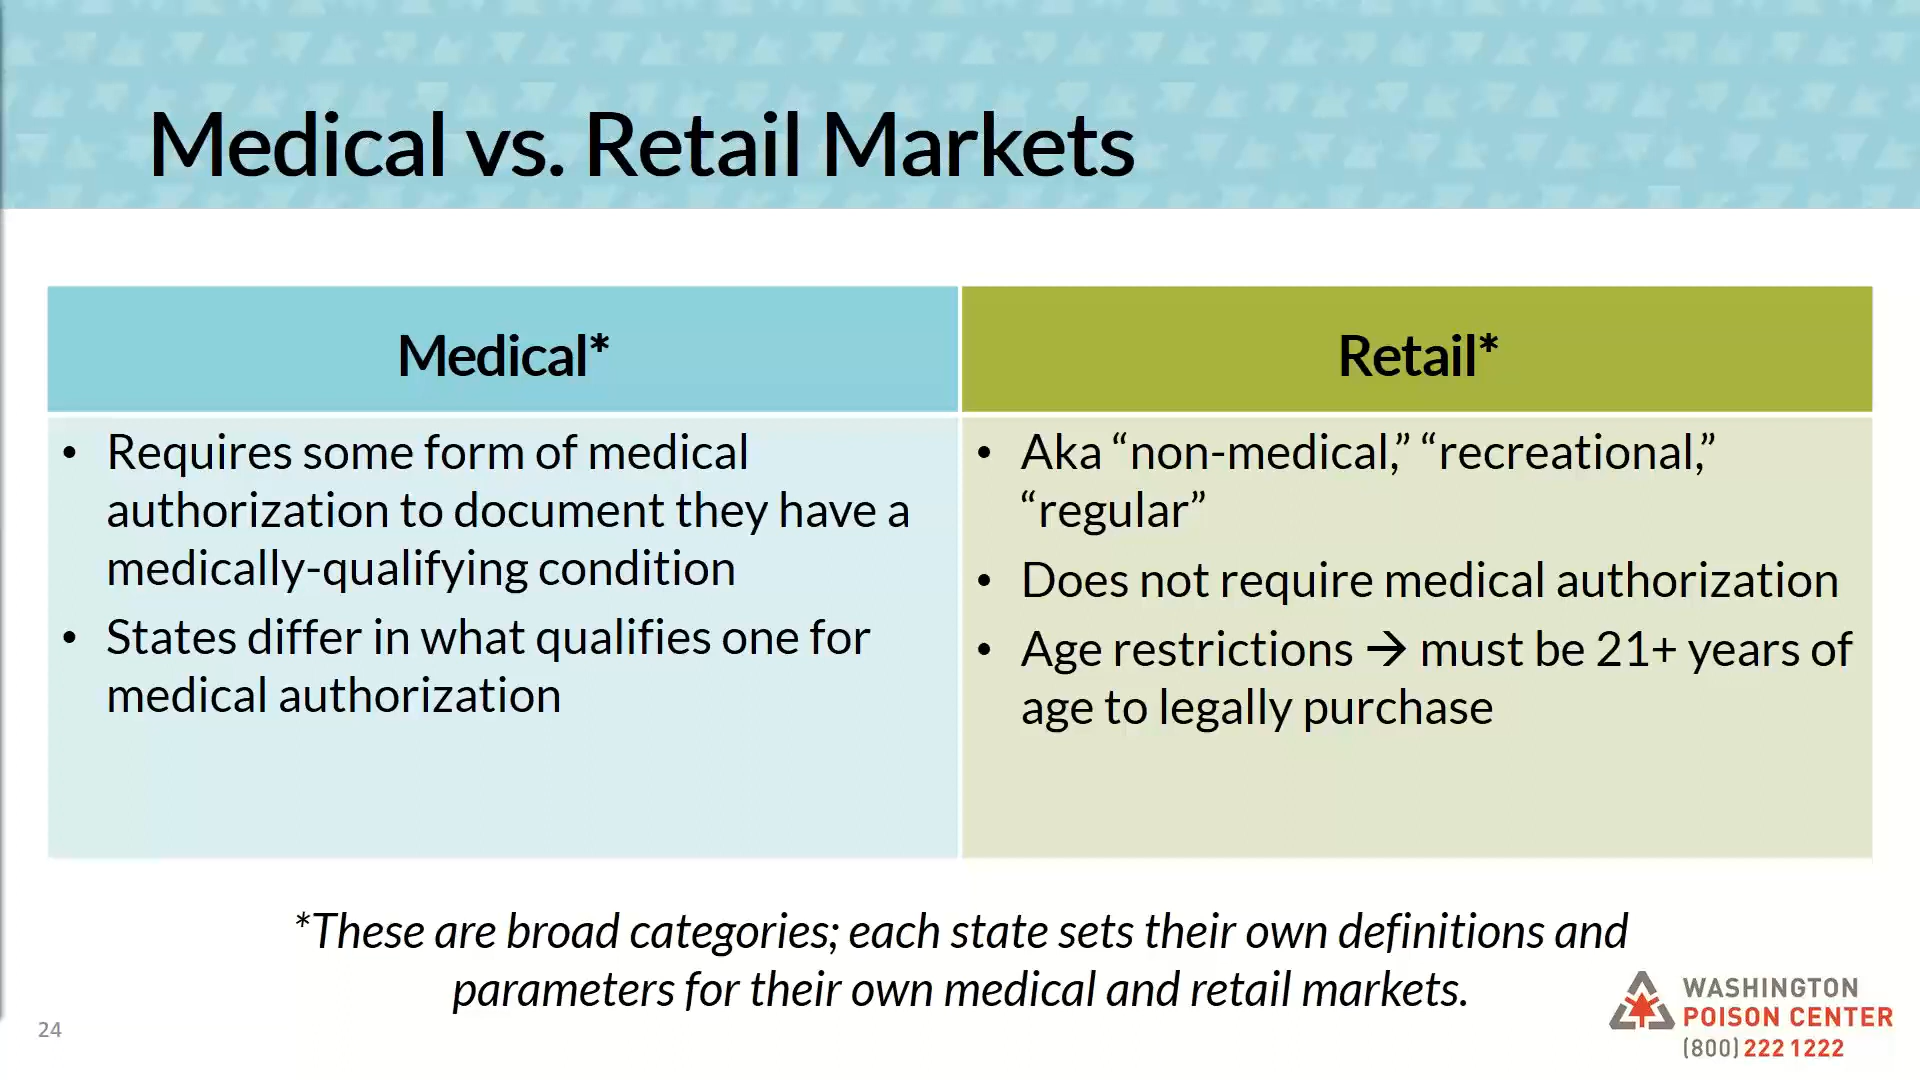 Medical vs. Retail Markets
Medical*
• Requires some form of medical
authorization to document they have a
medically-qualifying condition
• States differ in what qualifies one for
medical authorization
Retail*
• Aka “non-medical,” “recreational,”
“regular”
• Does not require medical authorization
• Age restrictions → must be 21+ years of
age to legally purchase
*These are broad categories; each state sets their own definitions and
parameters for their own medical and retail markets.
24
WASHINGTON
POISON CENTER
(800) 222 1222